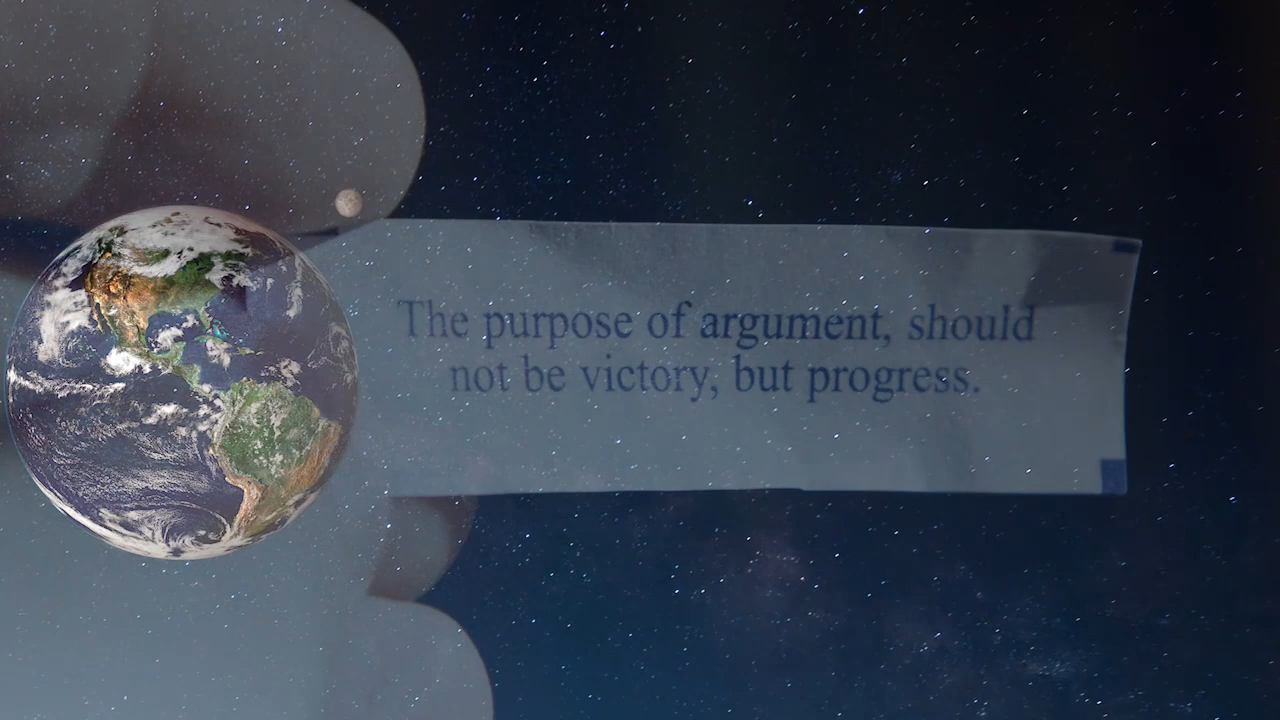 The purpose of argument, should
not be victory, but progress.